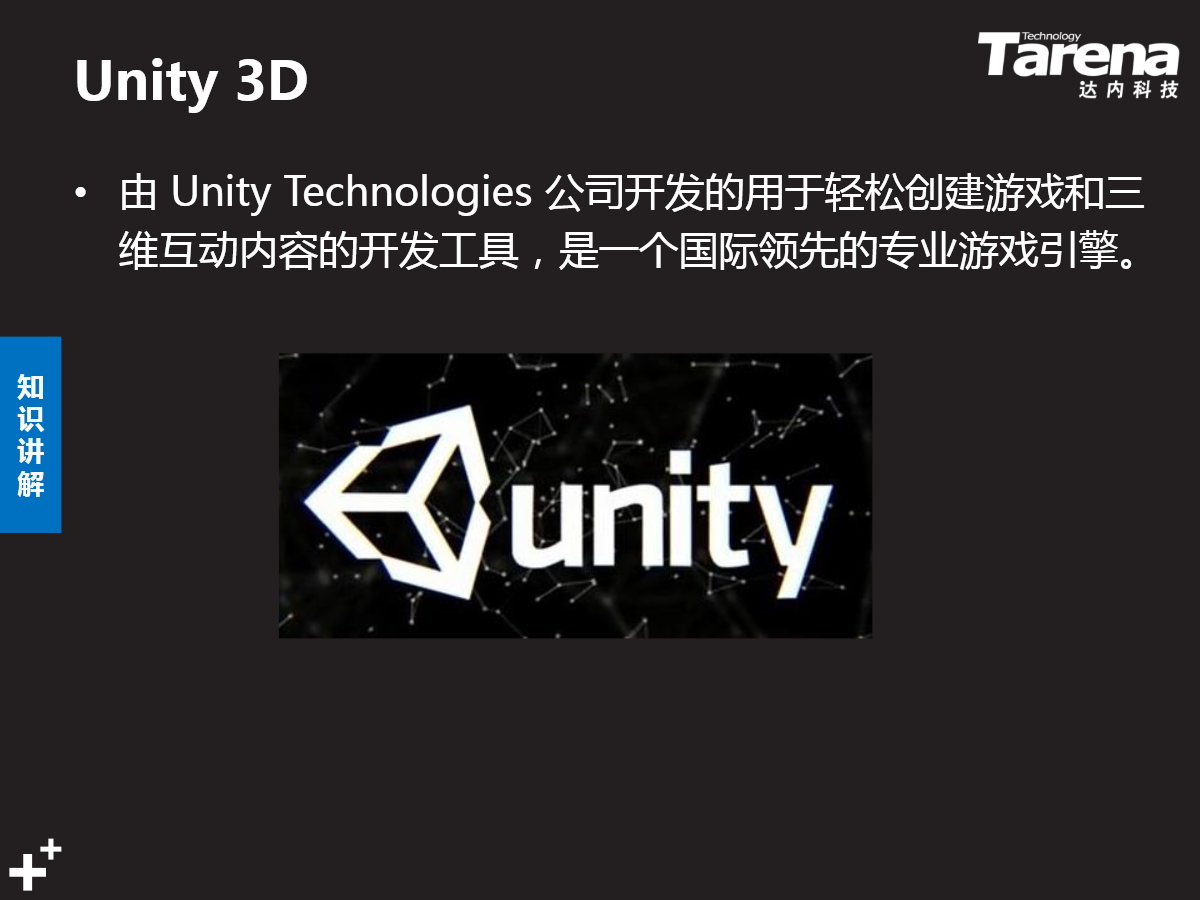 Unity 3D
Technology
Tarena
达内科技
• 由 Unity Technologies 公司开发的用于轻松创建游戏和三
维互动内容的开发工具，是一个国际领先的专业游戏引擎。
知识讲解
unity